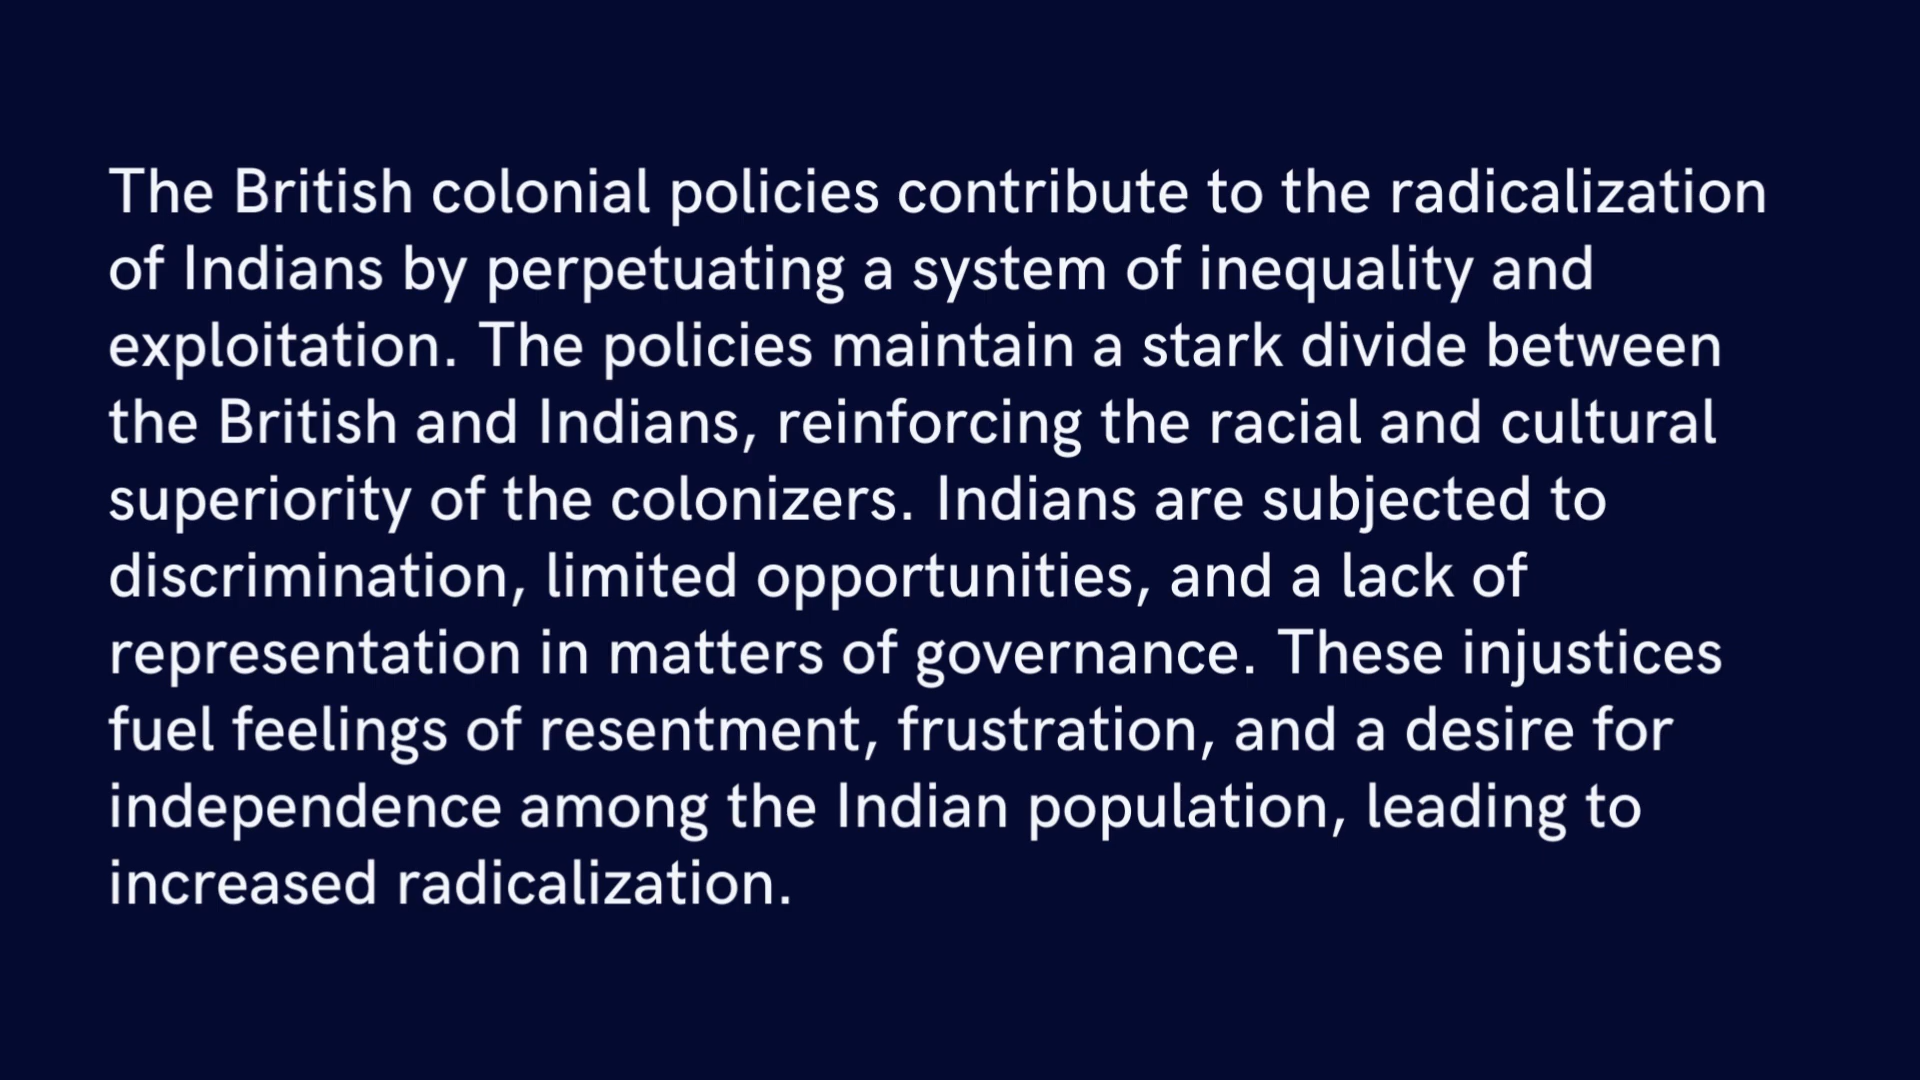 The British colonial policies contribute to the radicalization
of Indians by perpetuating a system of inequality and
exploitation. The policies maintain a stark divide between
the British and Indians, reinforcing the racial and cultural
superiority of the colonizers. Indians are subjected to
discrimination, limited opportunities, and a lack of
representation in matters of governance. These injustices
fuel feelings of resentment, frustration, and a desire for
independence among the Indian population, leading to
increased radicalization.